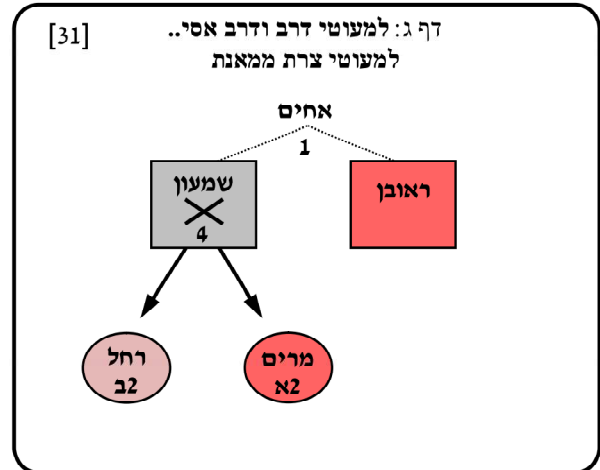 [31]
דף ג: למעוטי דרב ודרב אסי..
למעוטי צרת ממאנת
אחים
1
ראובן
שמעון
4
מרים
2א
רחל
2ב